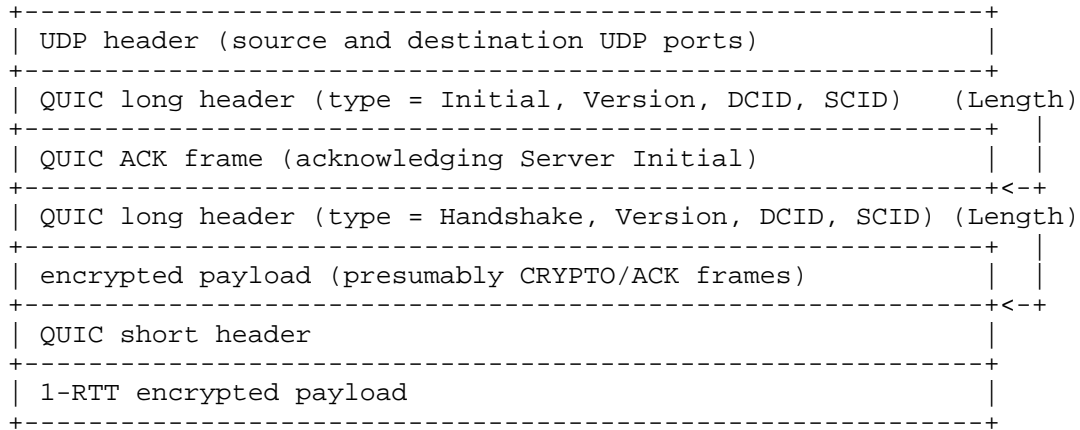 UDP header (source and destination UDP ports)
QUIC long header (type = Initial, Version, DCID, SCID) (Length)
QUIC ACK frame (acknowledging Server Initial)
QUIC long header (type = Handshake, Version, DCID, SCID) (Length)
encrypted payload (presumably CRYPTO/ACK frames)
QUIC short header
1-RTT encrypted payload